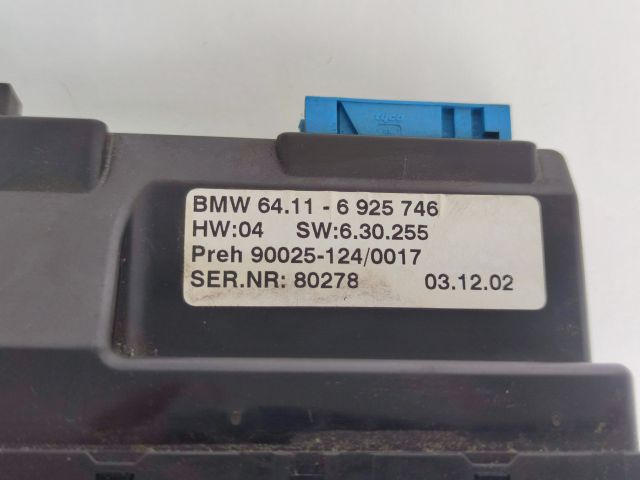 tyco
BMW 64.11 - 6 925 746
HW:04 SW:6.30.255
Preh 90025-124/0017
SER.NR: 80278 03.12.02